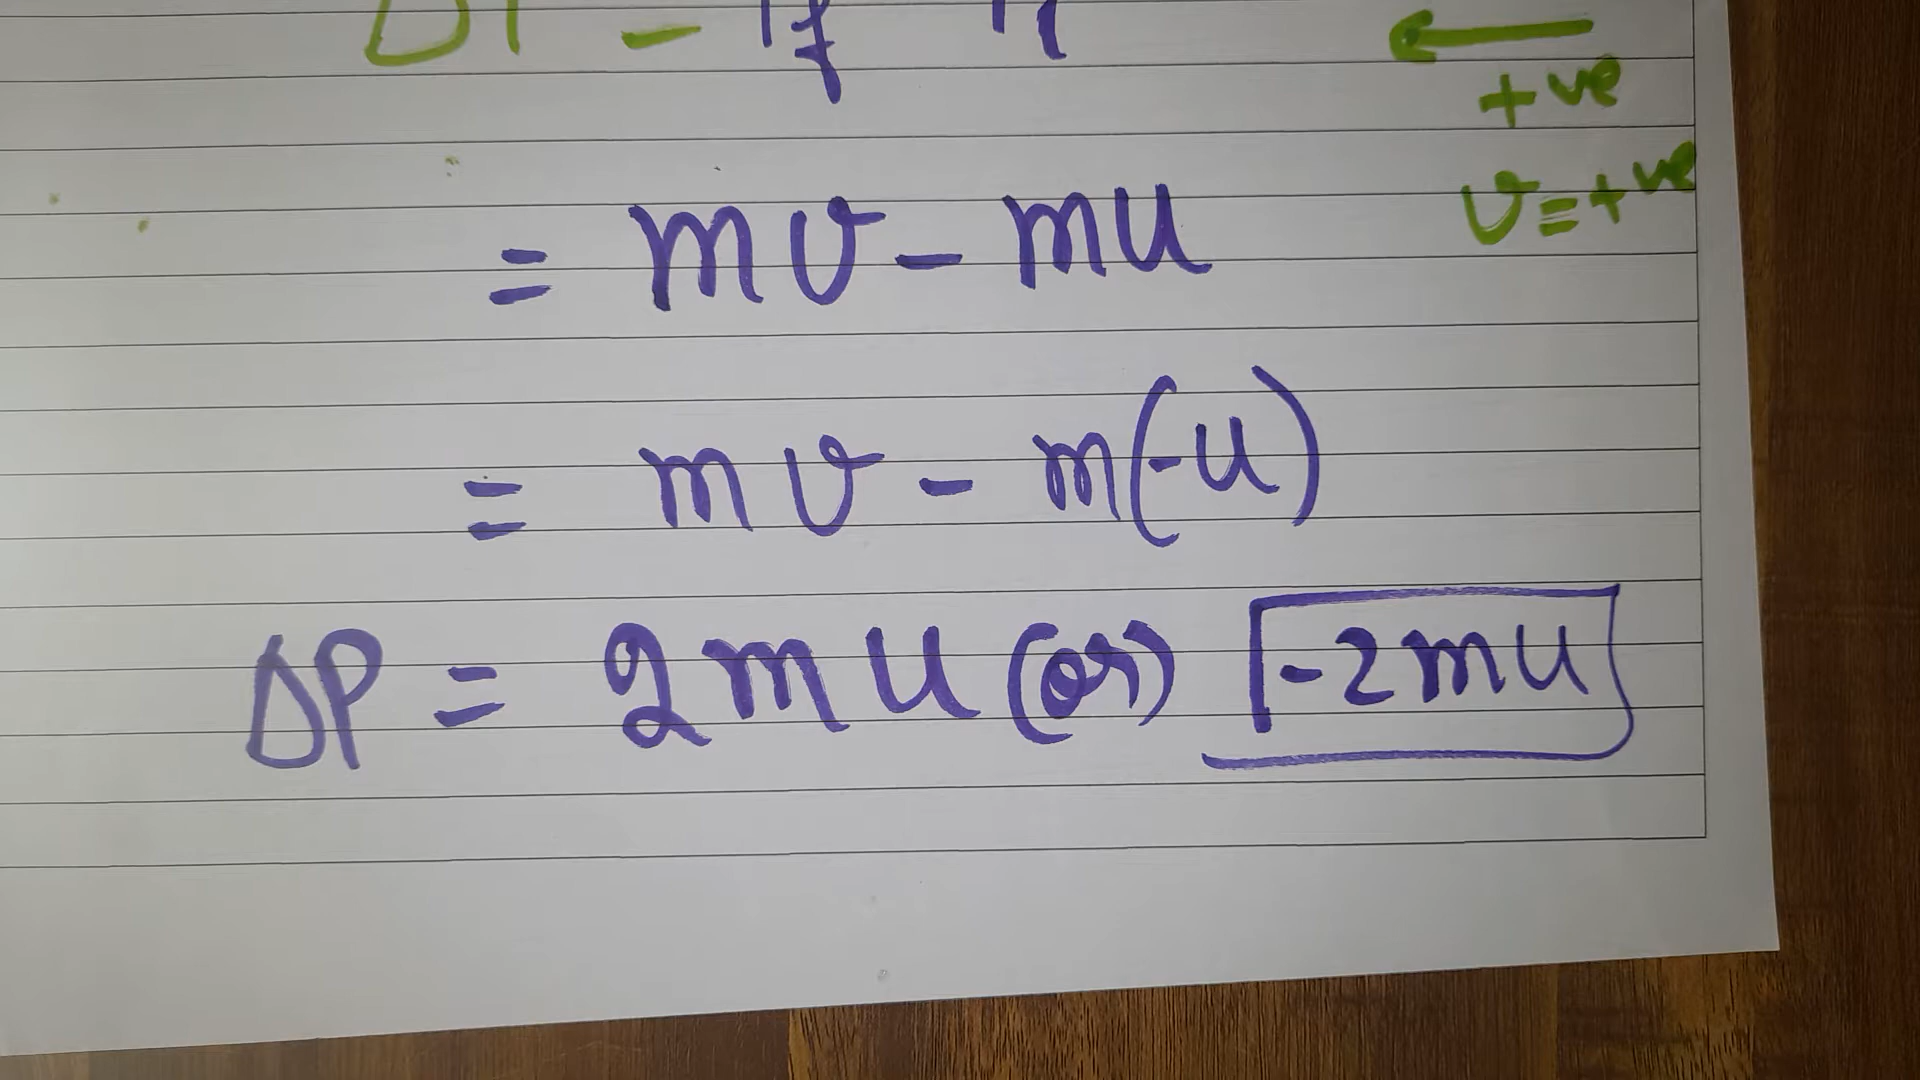 +ve
v = +ve
= mv - mu
= mv - m(-u)
ΔP = 2mu (or) -2mu